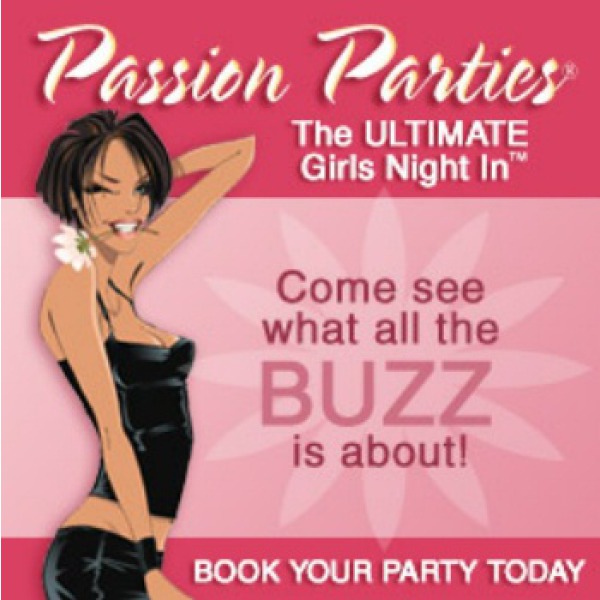 Passion Parties®
The ULTIMATE
Girls Night In™
Come see
what all the
BUZZ
is about!
BOOK YOUR PARTY TODAY